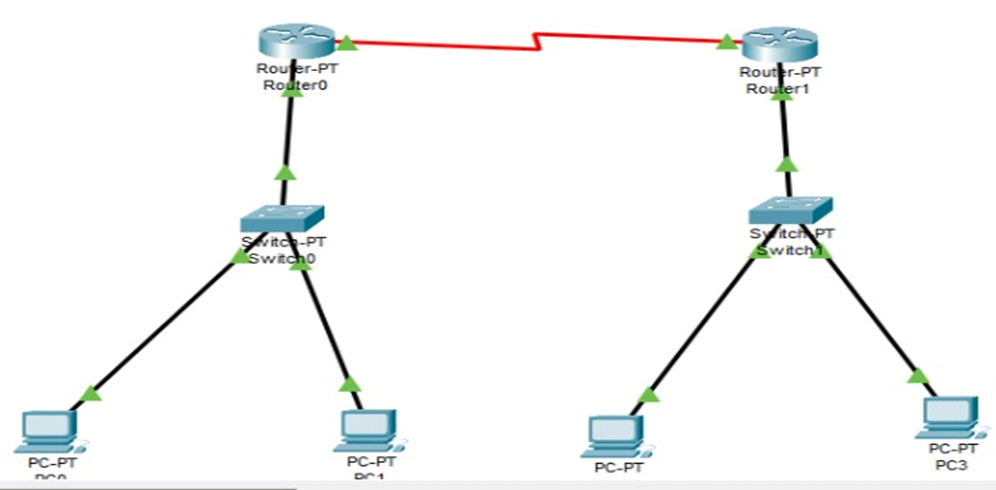 Router-PT
Router0
Router-PT
Router1
Switch-PT
Switch0
Switch-PT
Switch1
PC-PT
PC0
PC-PT
PC1
PC-PT
PC-PT
PC3